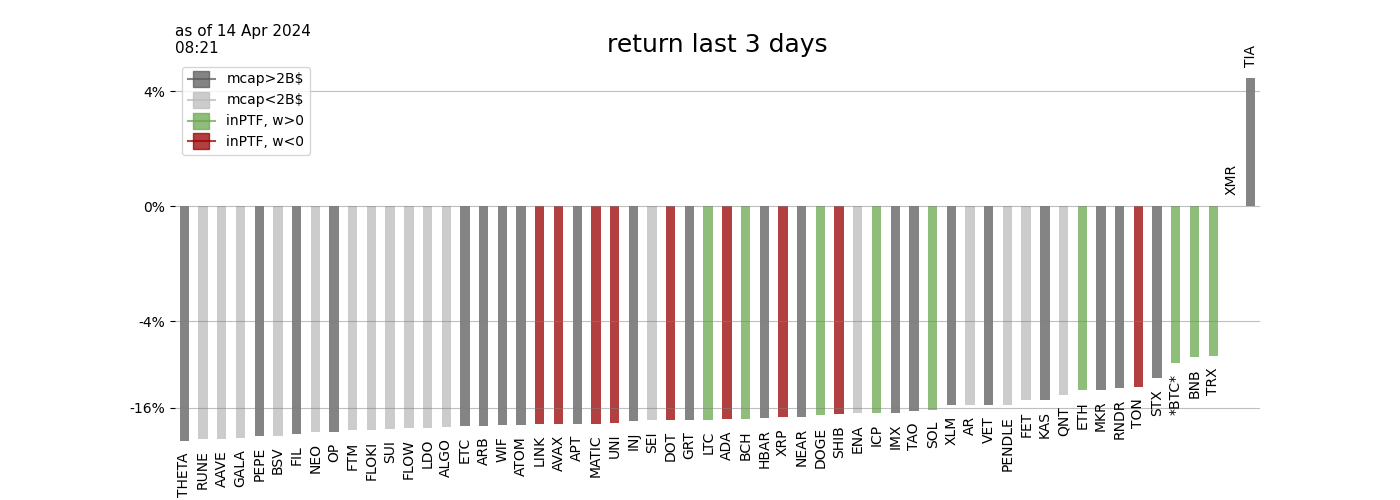 as of 14 Apr 2024
08:21
return last 3 days
mcap>2B$
mcap<2B$
inPTF, w>0
inPTF, w<0
4%
0%
-4%
-16%
THETA
RUNE
AAVE
GALA
PEPE
BSV
FIL
NEO
OP
FTM
FLOKI
SUI
FLOW
LDO
ALGO
ETC
ARB
WIF
ATOM
LINK
AVAX
APT
MATIC
UNI
INJ
SEI
DOT
GRT
LTC
ADA
BCH
HBAR
XRP
NEAR
DOGE
SHIB
ENA
ICP
IMX
TAO
SOL
XLM
AR
VET
PENDLE
FET
KAS
QNT
ETH
MKR
RNDR
TON
STX
*BTC*
BNB
TRX
XMR
TIA